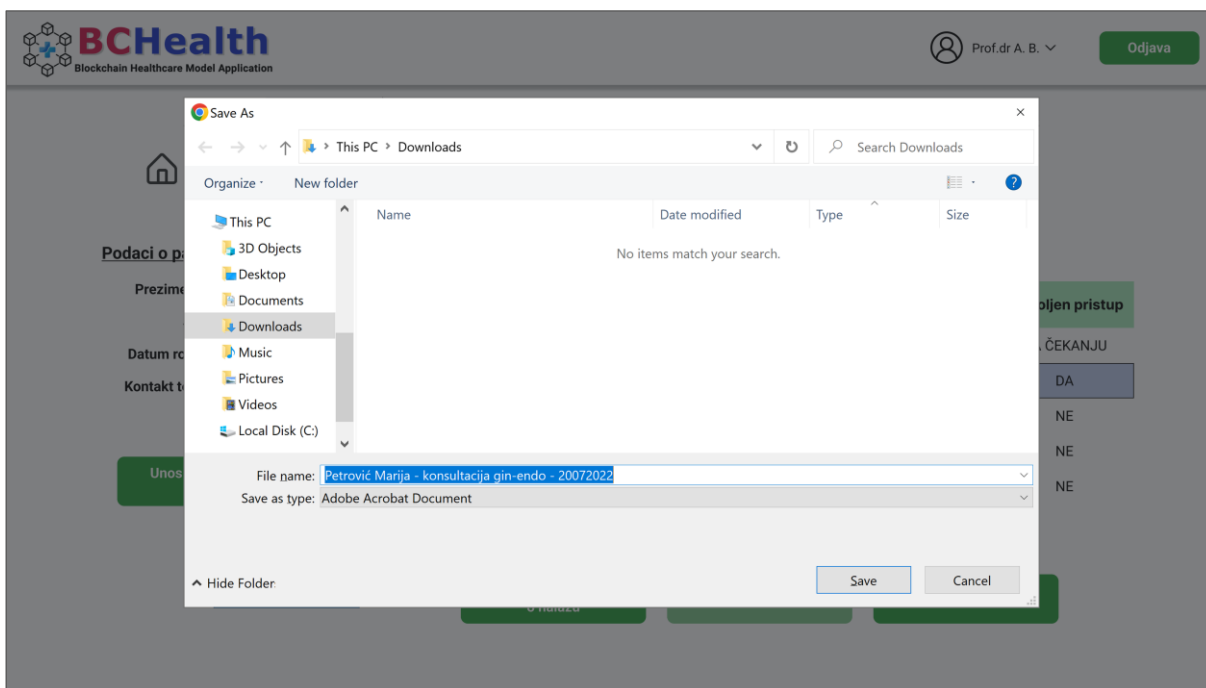 BCHealth
Blockchain Healthcare Model Application
Prof.dr A. B.
Odjava
Save As
This PC > Downloads
Search Downloads
Organize
New folder
This PC
3D Objects
Desktop
Documents
Downloads
Music
Pictures
Videos
Local Disk (C:)
Name Date modified Type Size
No items match your search.
File name: Petrović Marija - konsultacija gin-endo - 20072022
Save as type: Adobe Acrobat Document
Hide Folder
Save
Cancel
Podaci o pa
Prezime
Datum ro
Kontakt te
Unos
oljen pristup
ČEKANJU
DA
NE
NE
NE